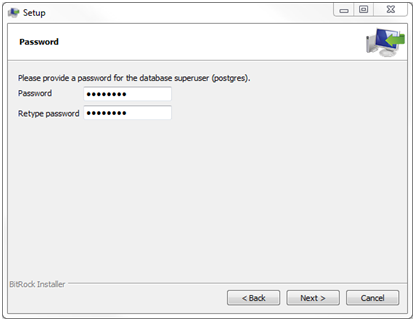 Setup
Password
Please provide a password for the database superuser (postgres).
Password ●●●●●●●●
Retype password ●●●●●●●●
BitRock Installer
< Back Next > Cancel